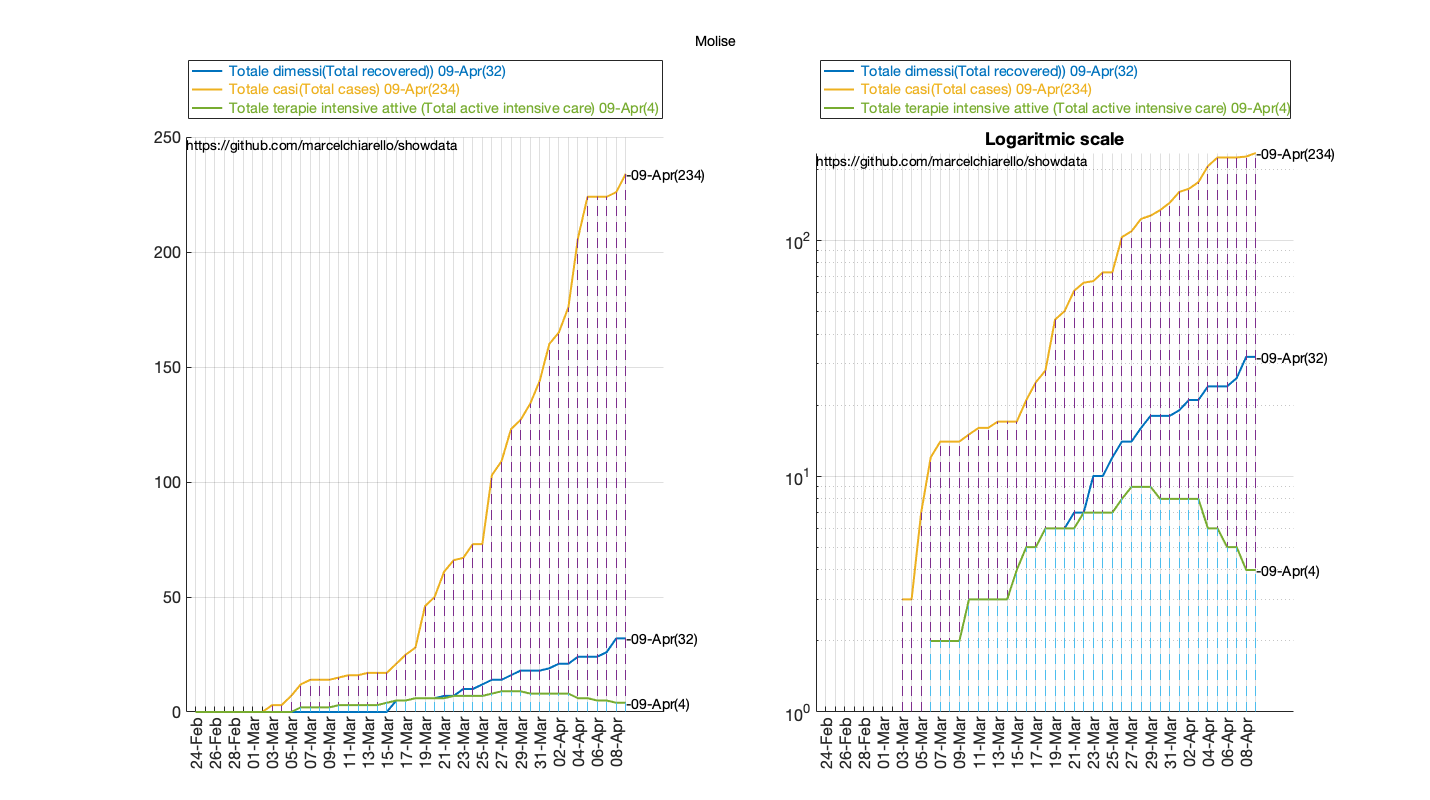 Molise
Totale dimessi(Total recovered)) 09-Apr(32)
Totale casi(Total cases) 09-Apr(234)
Totale terapie intensive attive (Total active intensive care) 09-Apr(4)
https://github.com/marcelchiarello/showdata
250
200
150
100
50
0
-09-Apr(234)
-09-Apr(32)
-09-Apr(4)
24-Feb
26-Feb
28-Feb
01-Mar
03-Mar
05-Mar
07-Mar
09-Mar
11-Mar
13-Mar
15-Mar
17-Mar
19-Mar
21-Mar
23-Mar
25-Mar
27-Mar
29-Mar
31-Mar
02-Apr
04-Apr
06-Apr
08-Apr
Totale dimessi(Total recovered)) 09-Apr(32)
Totale casi(Total cases) 09-Apr(234)
Totale terapie intensive attive (Total active intensive care) 09-Apr(4)
Logaritmic scale
https://github.com/marcelchiarello/showdata
10²
10¹
10⁰
-09-Apr(234)
-09-Apr(32)
-09-Apr(4)
24-Feb
26-Feb
28-Feb
01-Mar
03-Mar
05-Mar
07-Mar
09-Mar
11-Mar
13-Mar
15-Mar
17-Mar
19-Mar
21-Mar
23-Mar
25-Mar
27-Mar
29-Mar
31-Mar
02-Apr
04-Apr
06-Apr
08-Apr